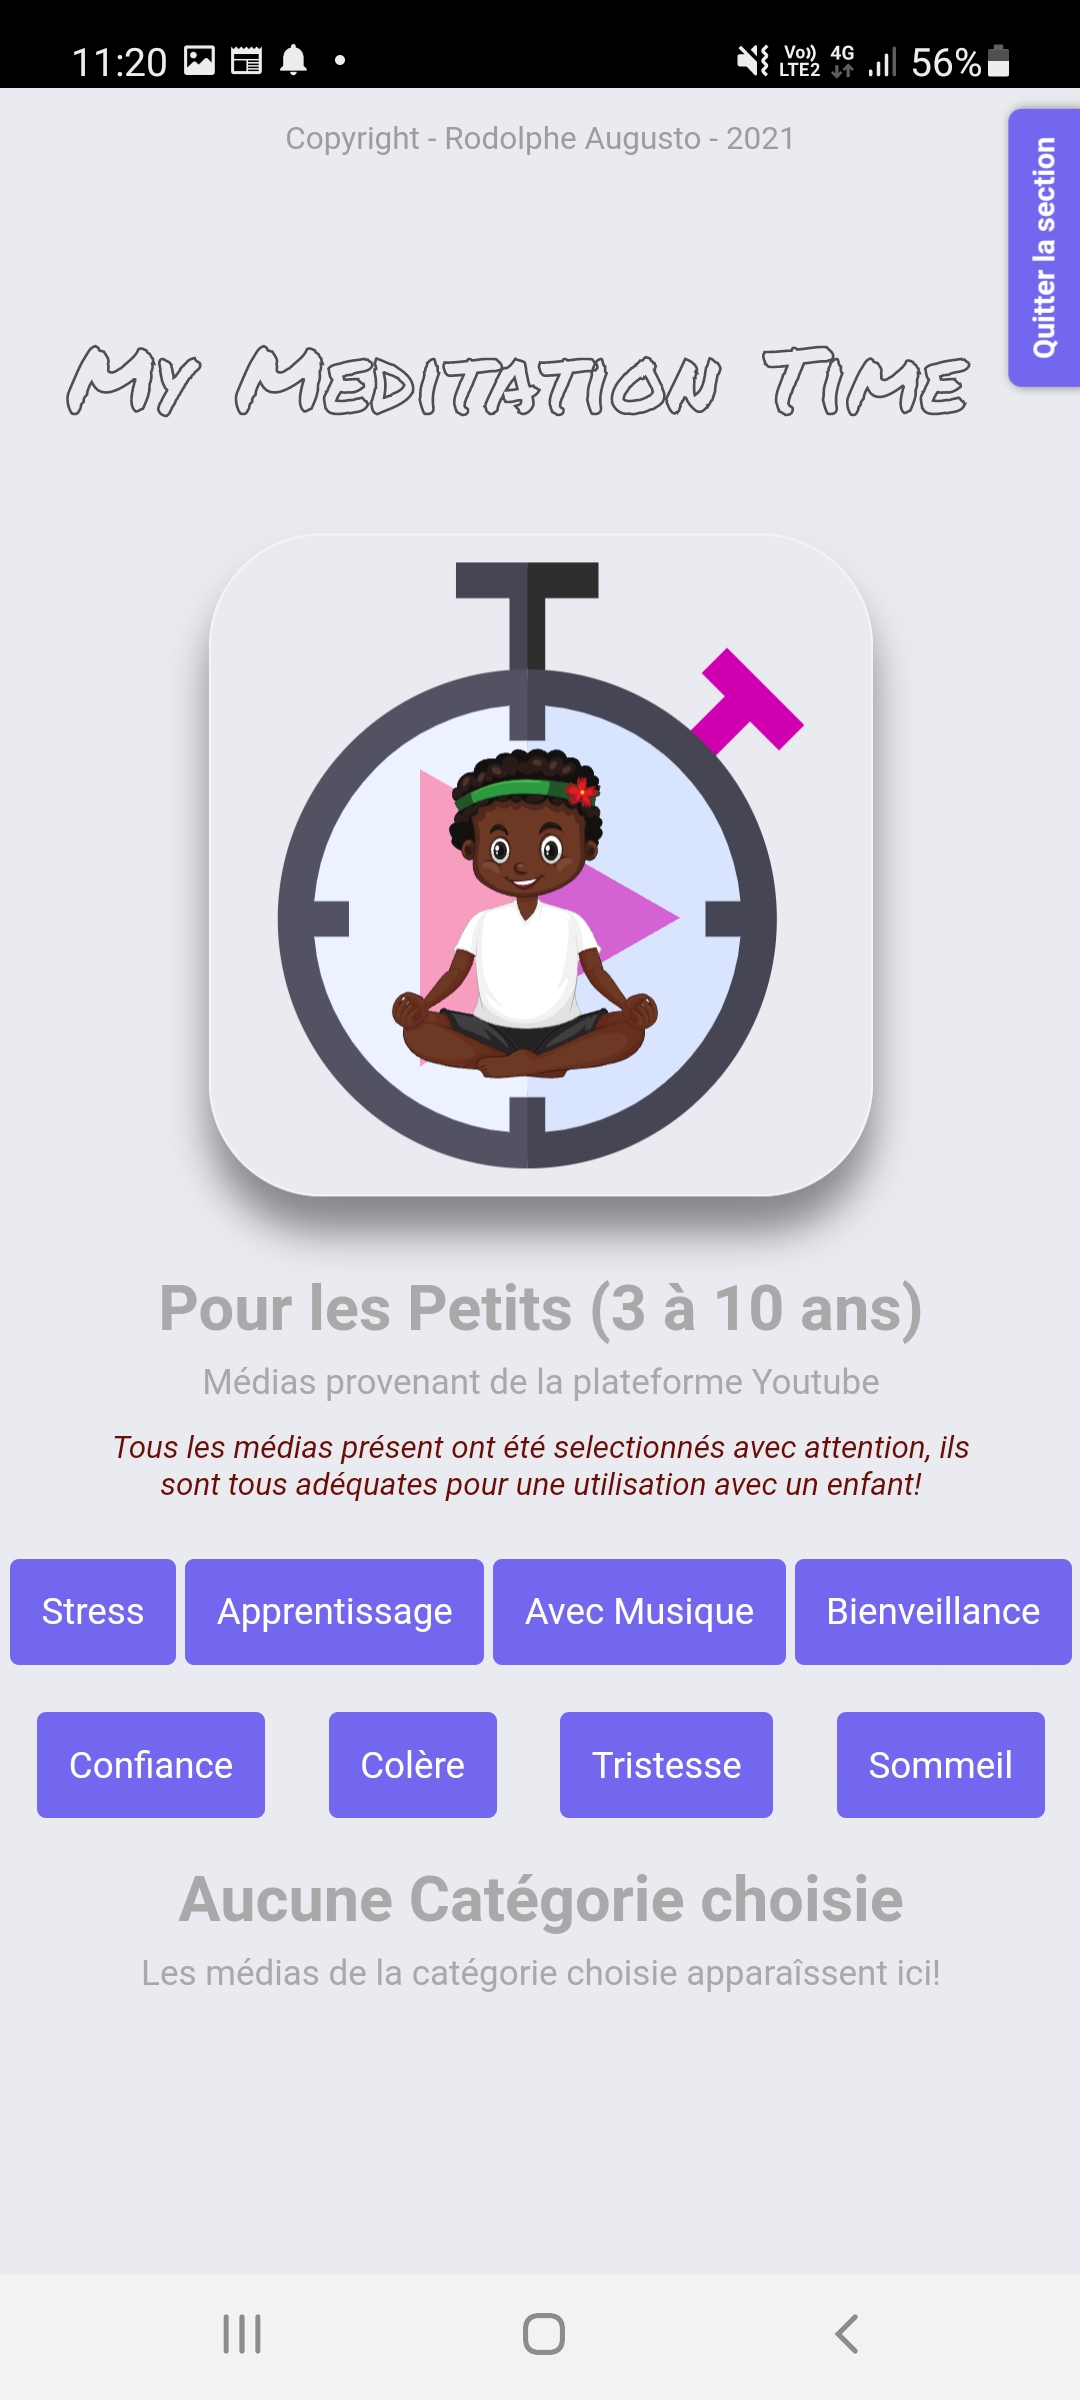 11:20
Vo)) LTE2 4G 56%
Copyright - Rodolphe Augusto - 2021
Quitter la section
My Meditation Time
Pour les Petits (3 à 10 ans)
Médias provenant de la plateforme Youtube
Tous les médias présent ont été selectionnés avec attention, ils
sont tous adéquates pour une utilisation avec un enfant!
Stress Apprentissage Avec Musique Bienveillance
Confiance Colère Tristesse Sommeil
Aucune Catégorie choisie
Les médias de la catégorie choisie apparaîssent ici!